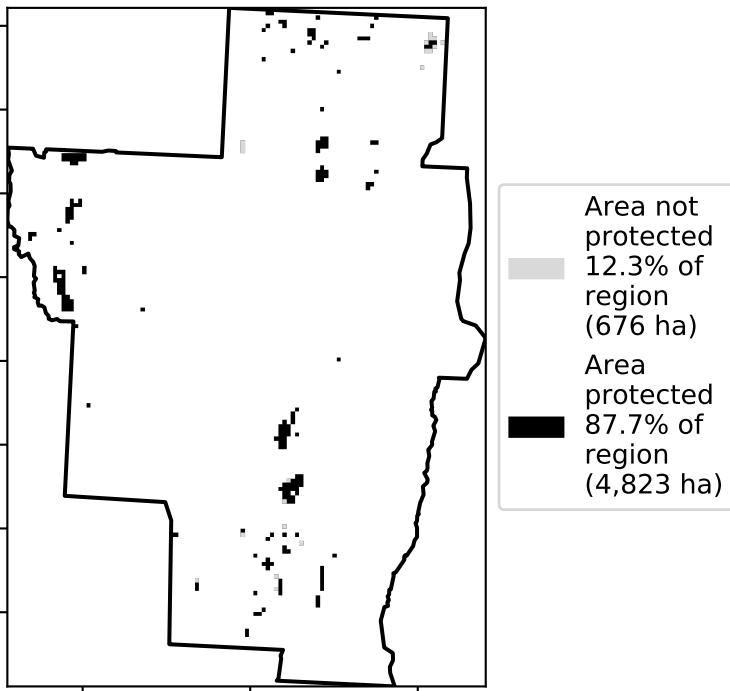 Area not
protected
12.3% of
region
(676 ha)
Area
protected
87.7% of
region
(4,823 ha)